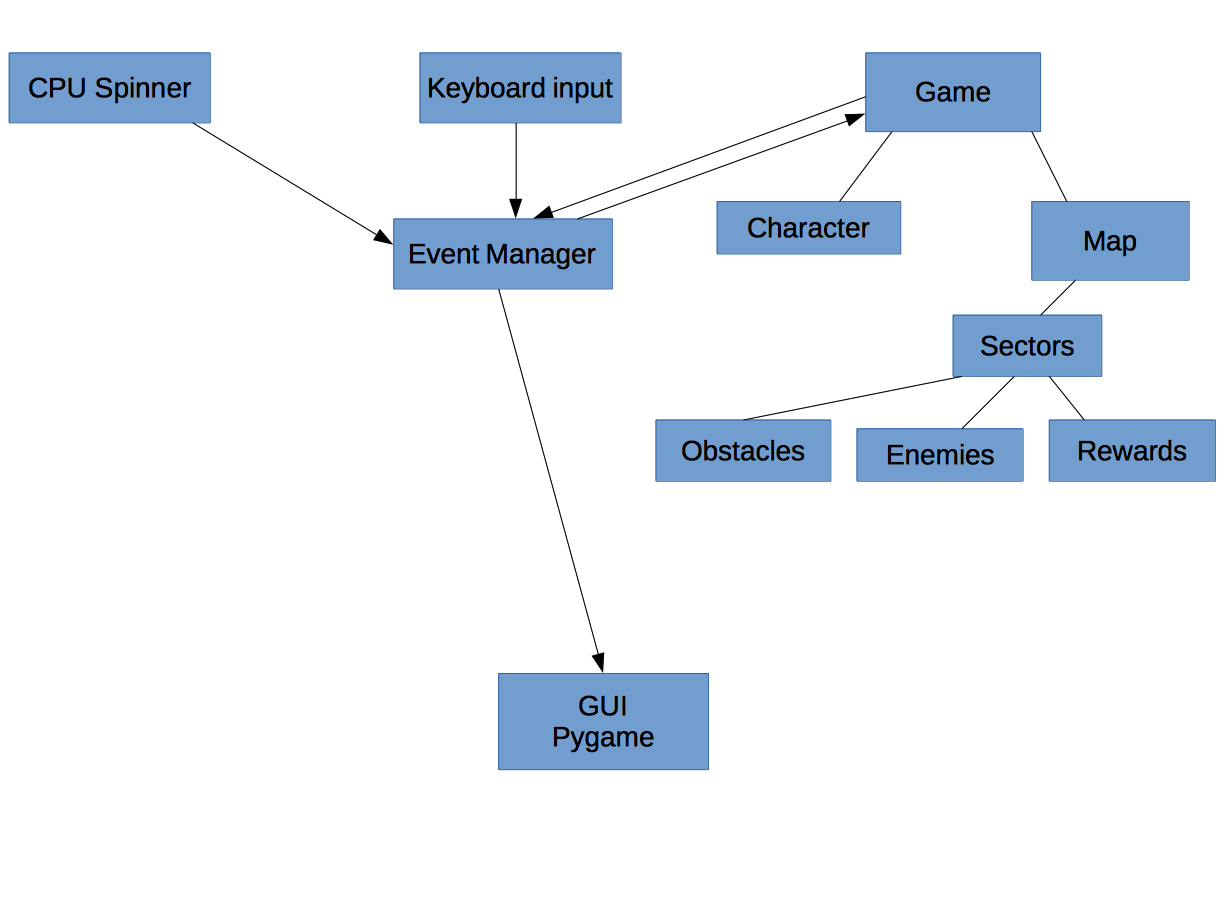 CPU Spinner
Keyboard input
Game
Character
Map
Event Manager
Sectors
Obstacles
Enemies
Rewards
GUI
Pygame